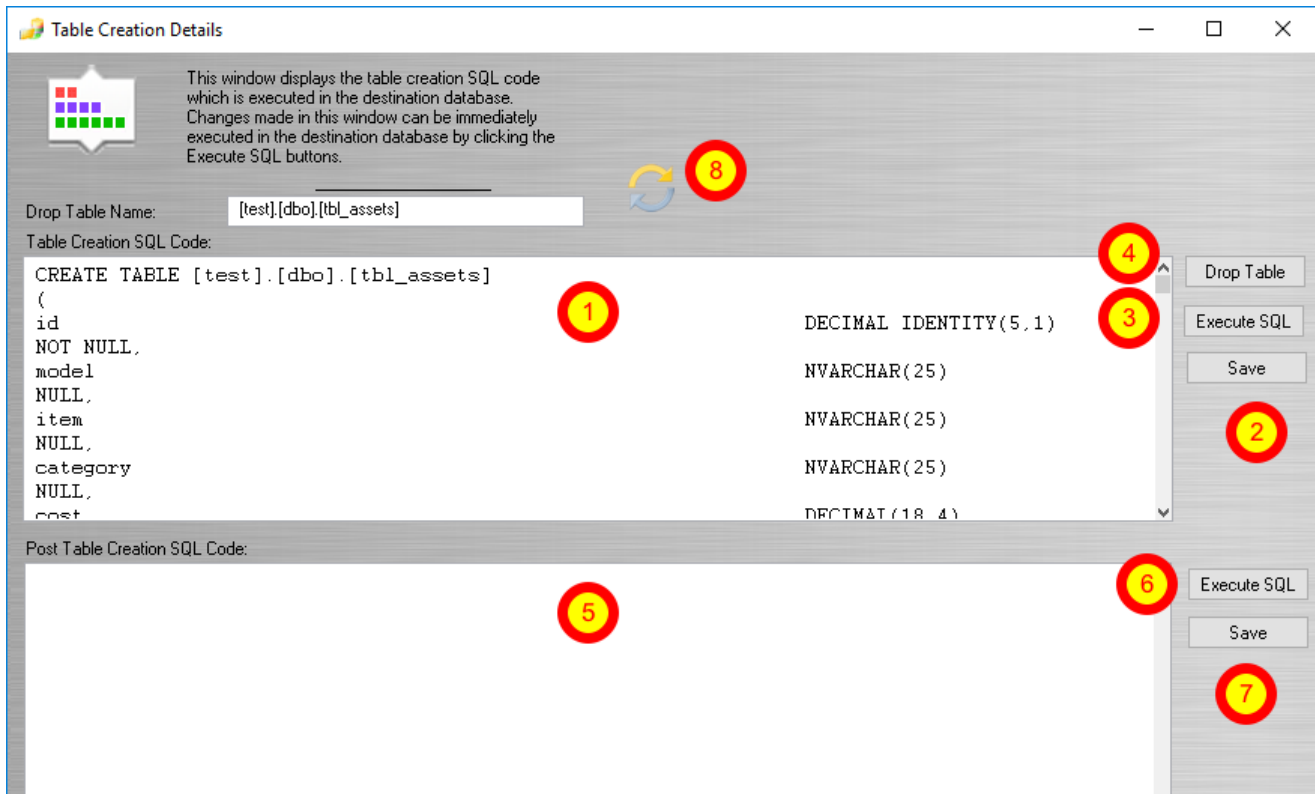 Table Creation Details
This window displays the table creation SQL code
which is executed in the destination database.
Changes made in this window can be immediately
executed in the destination database by clicking the
Execute SQL buttons.
8
Drop Table Name: [test].[dbo].[tbl_assets]
Table Creation SQL Code:
4
Drop Table
CREATE TABLE [test].[dbo].[tbl_assets]
(
1
id DECIMAL IDENTITY(5,1)
3
Execute SQL
NOT NULL,
model NVARCHAR(25)
Save
NULL,
item NVARCHAR(25)
2
NULL,
category NVARCHAR(25)
NULL,
cost DECIMAL(18,4)
Post Table Creation SQL Code:
6
Execute SQL
5
Save
7